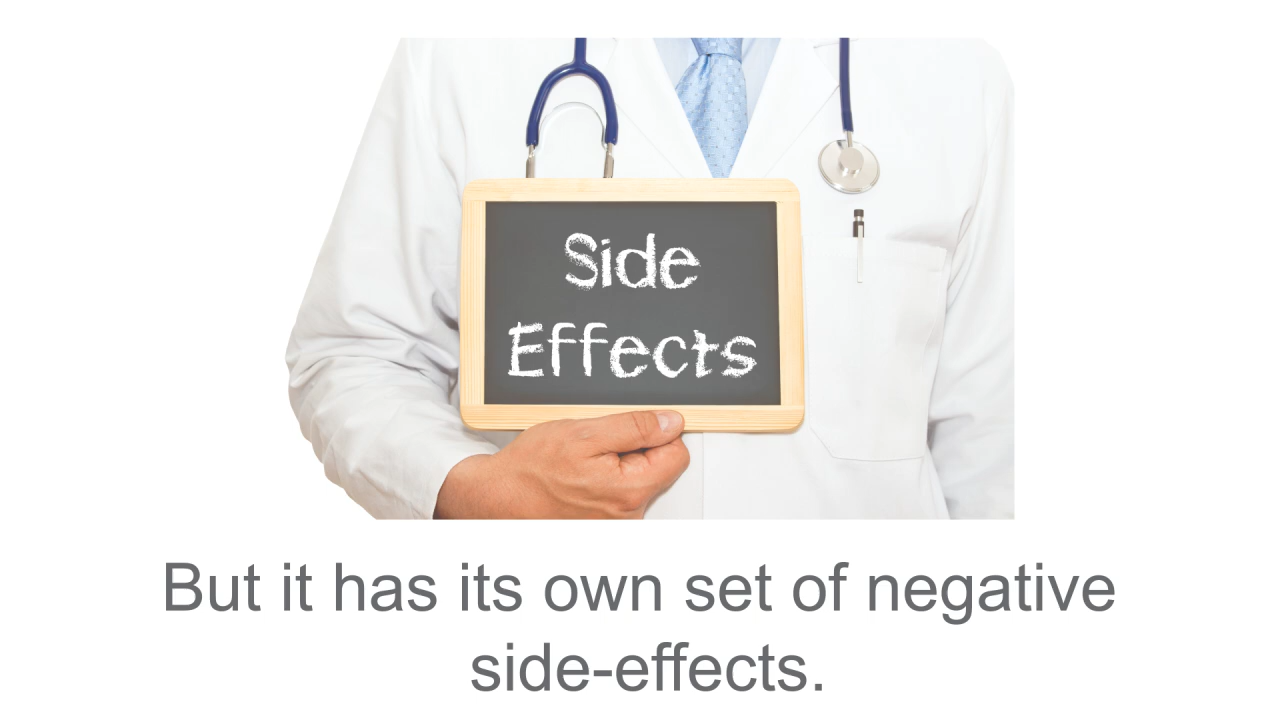 Side
Effects
But it has its own set of negative
side-effects.